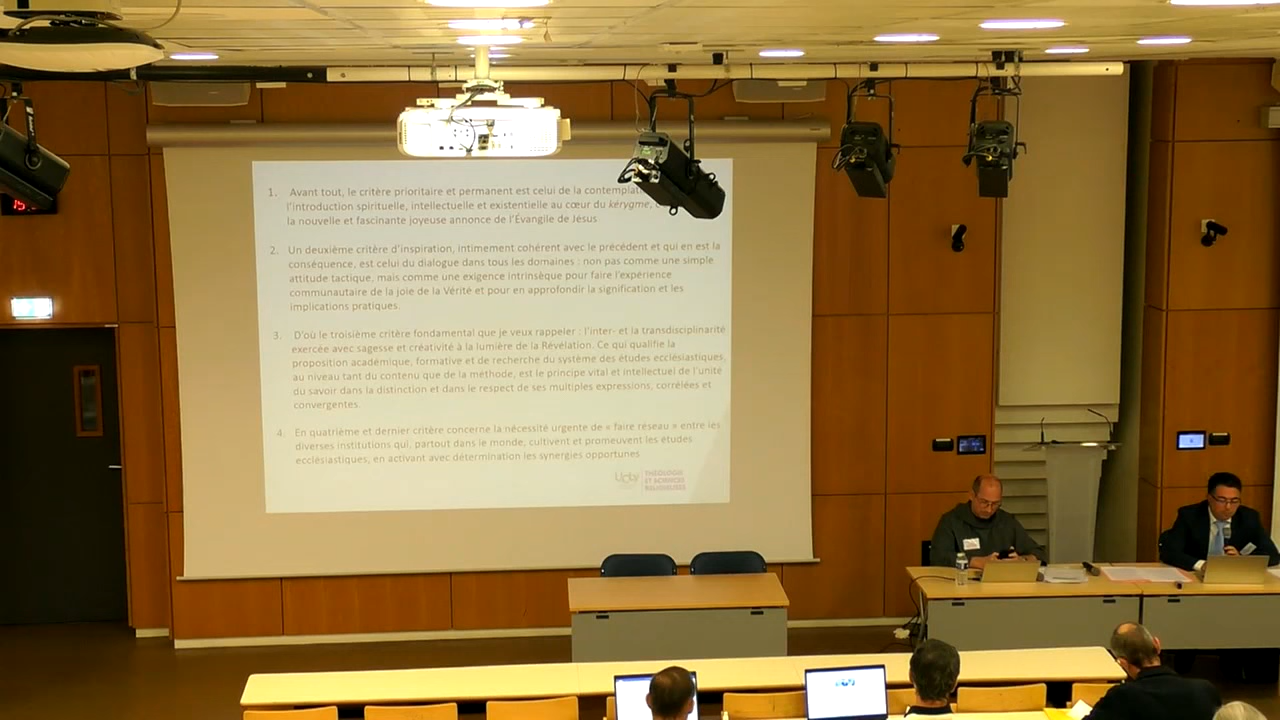 1. Avant tout, le critère prioritaire et permanent est celui de la
l'introduction spirituelle, intellectuelle et existentielle au cœur du kérygme,
la nouvelle et fascinante joyeuse annonce de l'Évangile de Jésus
2. Un deuxième critère d'inspiration, intimement cohérent avec le précédent et qui en est la
conséquence, est celui du dialogue dans tous les domaines : non pas comme une simple
attitude tactique, mais comme une exigence intrinsèque pour faire l'expérience
communautaire de la joie de la Vérité et pour en approfondir la signification et les
implications pratiques.
3. D'où le troisième critère fondamental que je veux rappeler : l'inter- et la transdisciplinarité
exercée avec sagesse et créativité à la lumière de la Révélation. Ce qui qualifie la
proposition académique, formative et de recherche du système des études ecclésiastiques,
au niveau tant du contenu que de la méthode, est le principe vital et intellectuel de l'unité
du savoir dans la distinction et dans le respect de ses multiples expressions, corrélées et
convergentes.
4. En quatrième et dernier critère concerne la nécessité urgente de « faire réseau » entre les
diverses institutions qui, partout dans le monde, cultivent et promeuvent les études
ecclésiastiques, en activant avec détermination les synergies opportunes
THÉOLOGIE
ET SCIENCES
RELIGIEUSES